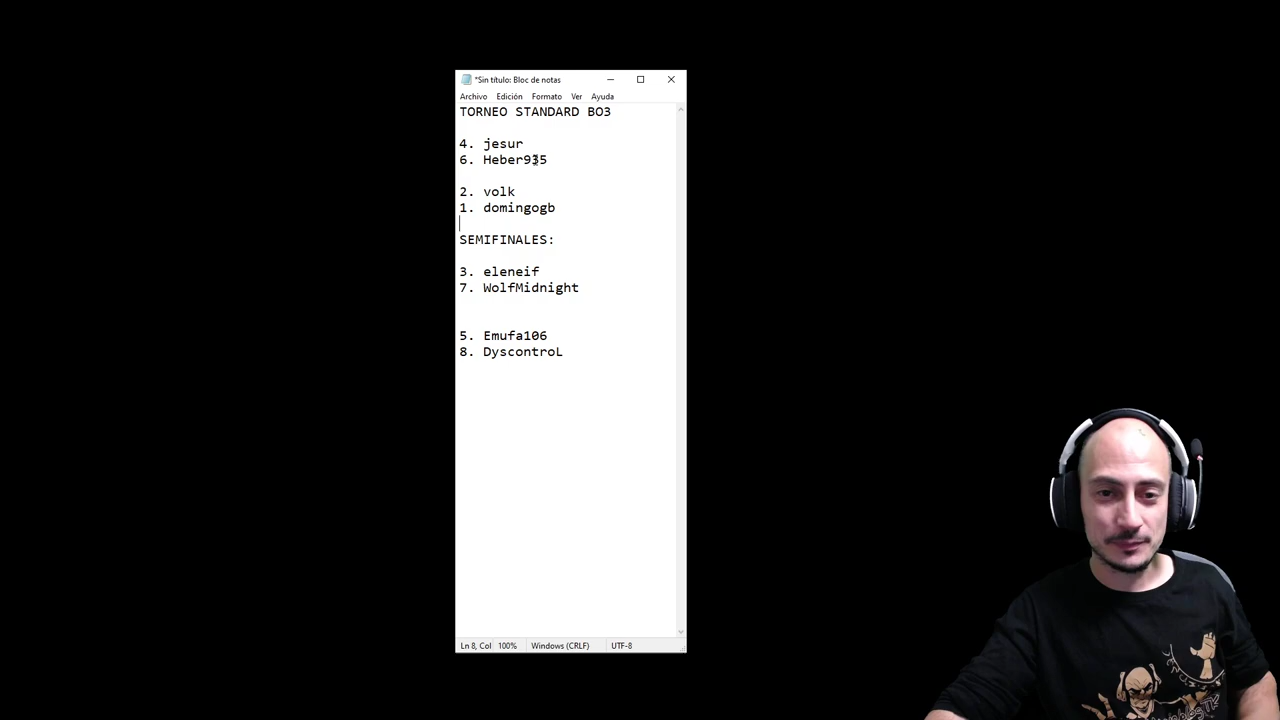 *Sin título: Bloc de notas
Archivo Edición Formato Ver Ayuda
TORNEO STANDARD BO3
4. jesur
6. Heber935
2. volk
1. domingogb
SEMIFINALES:
3. eleneif
7. WolfMidnight
5. Emufa106
8. DyscontroL
Ln 8, Col 100% Windows (CRLF) UTF-8